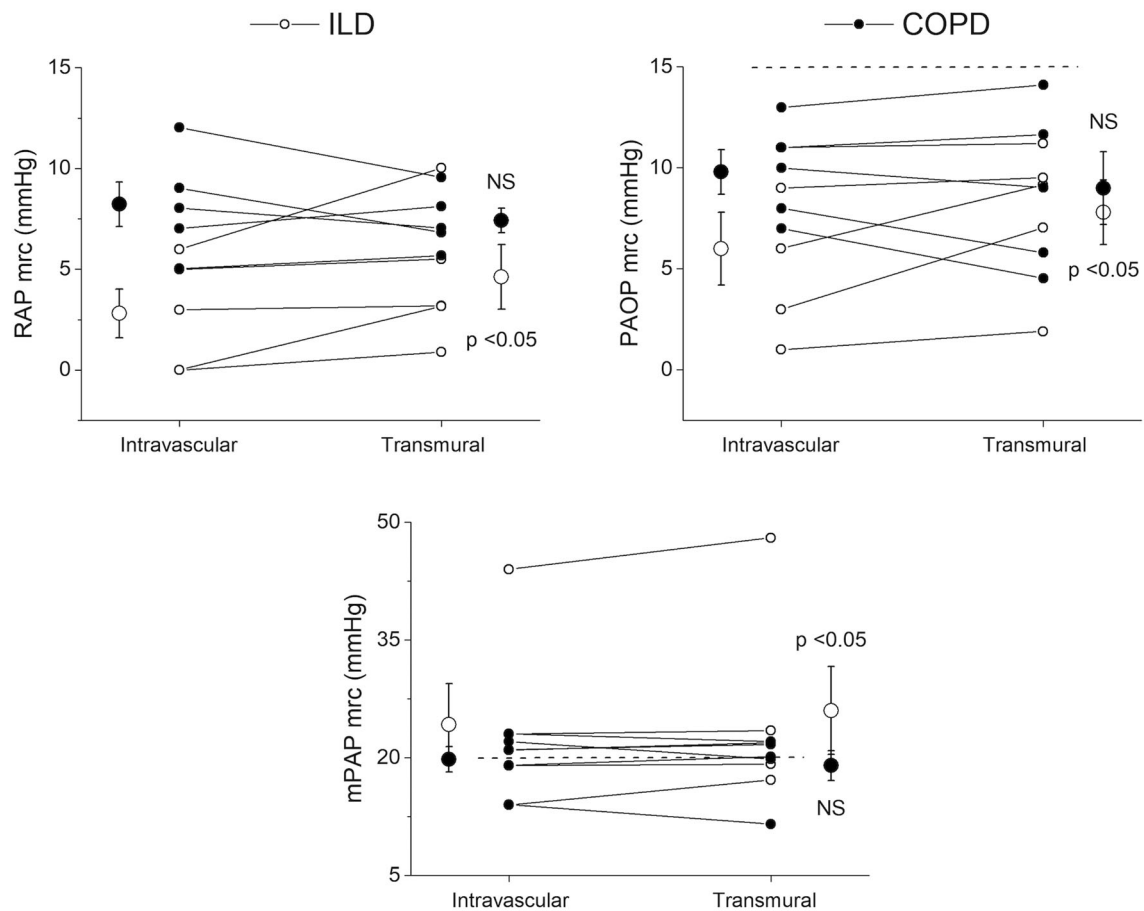 ILD
COPD
15
10
5
0
RAP mrc (mmHg)
NS
p <0.05
Intravascular
Transmural
15
10
5
0
PAOP mrc (mmHg)
NS
p <0.05
Intravascular
Transmural
50
35
20
5
mPAP mrc (mmHg)
p <0.05
NS
Intravascular
Transmural